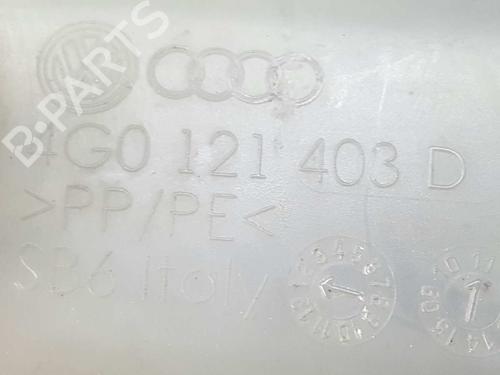 B-PARTS
4G0 121 403 D
>PP/PE<
SB6 Italy